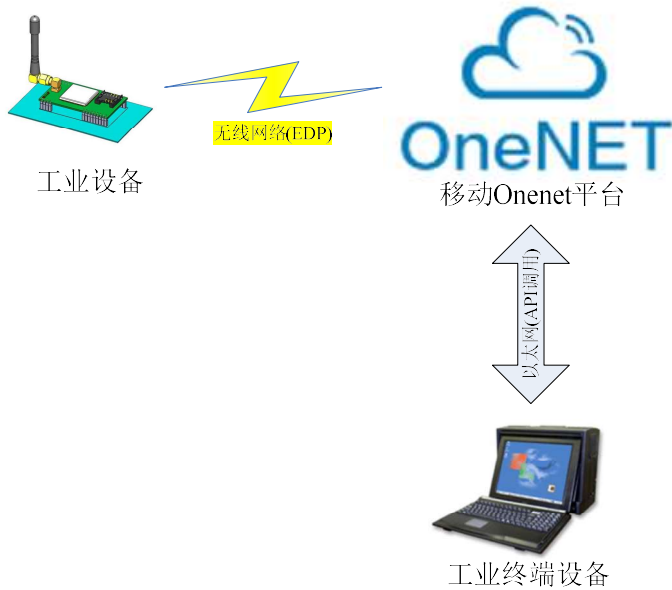 无线网络(EDP)
工业设备
OneNET
移动Onenet平台
以太网(API调用)
工业终端设备